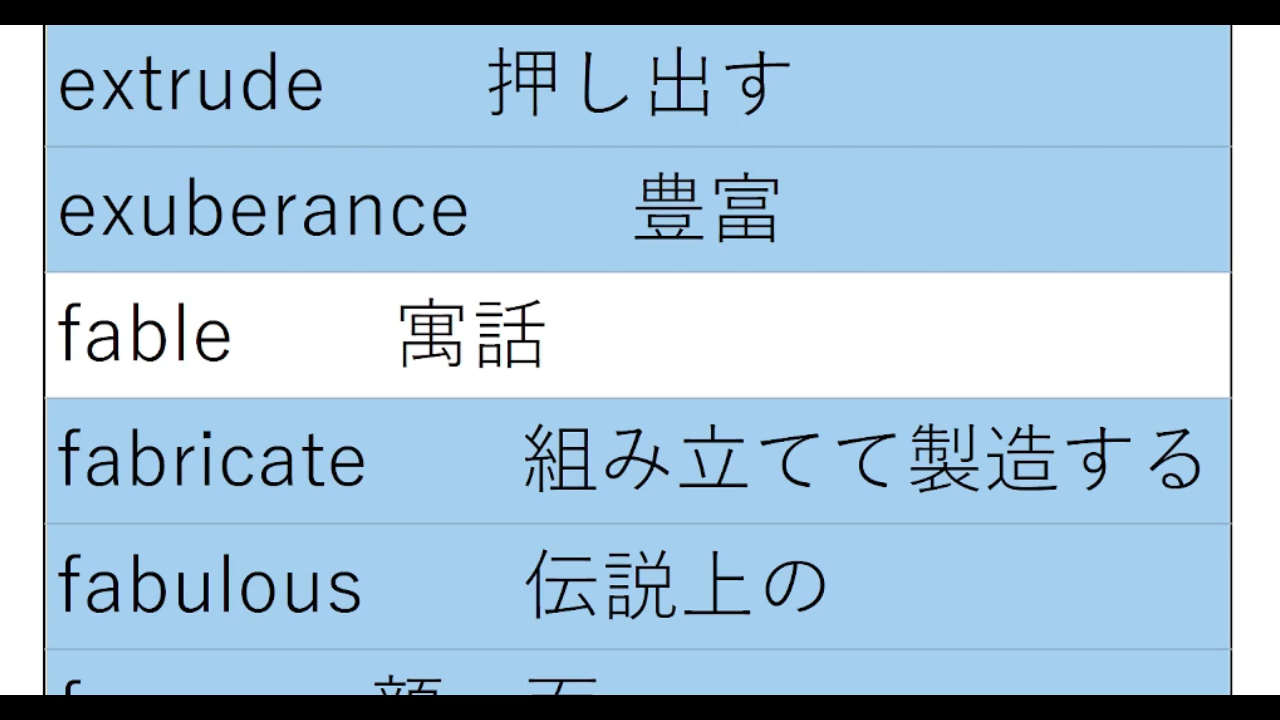 extrude 押し出す
exuberance 豊富
fable 寓話
fabricate 組み立てて製造する
fabulous 伝説上の